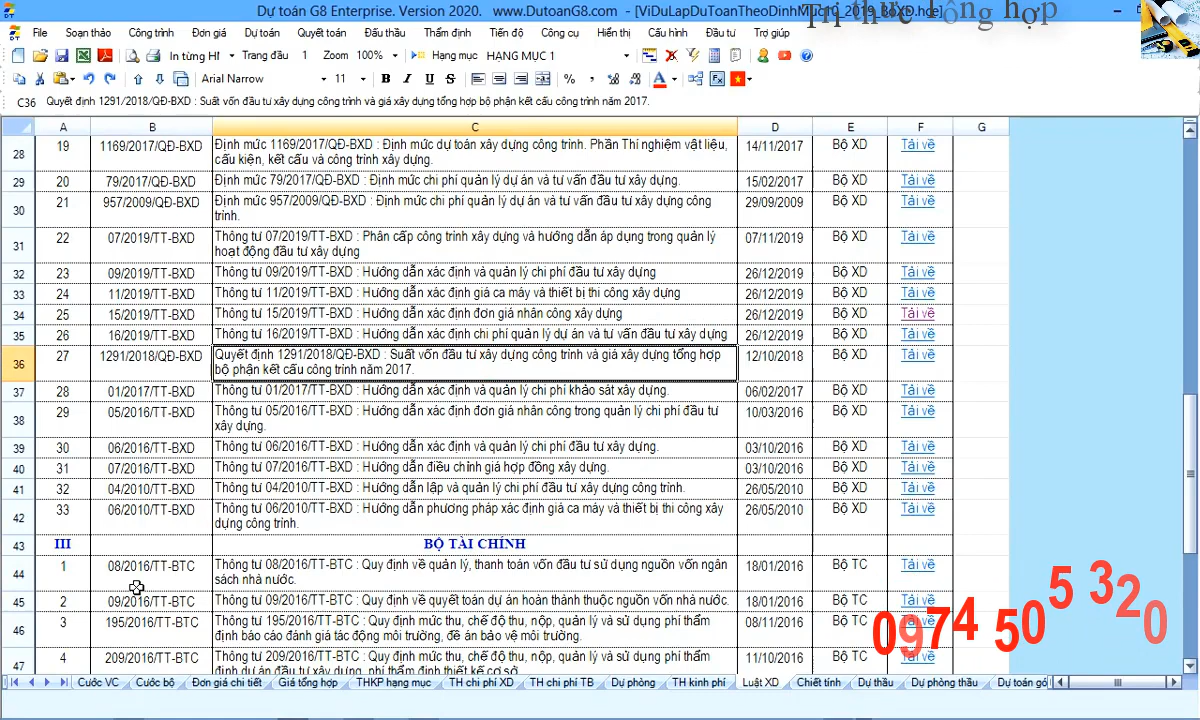 Dự toán G8 Enterprise. Version 2020.   www.DutoanG8.com   - [ViDuLapDuToanTheoDinhMuc10_2019_BoXD.hce]
Tri thức Tổng hợp
File Soạn thảo Công trình Đơn giá Dự toán Quyết toán Đấu thầu Thẩm định Tiến độ Công cụ Hiển thị Cấu hình Đầu tư Trợ giúp
In từng HM Trang đầu 1 Zoom 100% Hạng mục HẠNG MỤC 1
Arial Narrow 11 B I U S % ,
C36 Quyết định 1291/2018/QĐ-BXD : Suất vốn đầu tư xây dựng công trình và giá xây dựng tổng hợp bộ phận kết cấu công trình năm 2017.
A B C D E F G
28 19 1169/2017/QĐ-BXD Định mức 1169/2017/QĐ-BXD : Định mức dự toán xây dựng công trình. Phần Thí nghiệm vật liệu, 14/11/2017 Bộ XD Tải về
cấu kiện, kết cấu và công trình xây dựng.
29 20 79/2017/QĐ-BXD Định mức 79/2017/QĐ-BXD : Định mức chi phí quản lý dự án và tư vấn đầu tư xây dựng. 15/02/2017 Bộ XD Tải về
30 21 957/2009/QĐ-BXD Định mức 957/2009/QĐ-BXD : Định mức chi phí quản lý dự án và tư vấn đầu tư xây dựng công 29/09/2009 Bộ XD Tải về
trình.
31 22 07/2019/TT-BXD Thông tư 07/2019/TT-BXD : Phân cấp công trình xây dựng và hướng dẫn áp dụng trong quản lý 07/11/2019 Bộ XD Tải về
hoạt động đầu tư xây dựng
32 23 09/2019/TT-BXD Thông tư 09/2019/TT-BXD : Hướng dẫn xác định và quản lý chi phí đầu tư xây dựng 26/12/2019 Bộ XD Tải về
33 24 11/2019/TT-BXD Thông tư 11/2019/TT-BXD : Hướng dẫn xác định giá ca máy và thiết bị thi công xây dựng 26/12/2019 Bộ XD Tải về
34 25 15/2019/TT-BXD Thông tư 15/2019/TT-BXD : Hướng dẫn xác định đơn giá nhân công xây dựng 26/12/2019 Bộ XD Tải về
35 26 16/2019/TT-BXD Thông tư 16/2019/TT-BXD : Hướng dẫn xác định chi phí quản lý dự án và tư vấn đầu tư xây dựng 26/12/2019 Bộ XD Tải về
36 27 1291/2018/QĐ-BXD Quyết định 1291/2018/QĐ-BXD : Suất vốn đầu tư xây dựng công trình và giá xây dựng tổng hợp 12/10/2018 Bộ XD Tải về
bộ phận kết cấu công trình năm 2017.
37 28 01/2017/TT-BXD Thông tư 01/2017/TT-BXD : Hướng dẫn xác định và quản lý chi phí khảo sát xây dựng. 06/02/2017 Bộ XD Tải về
38 29 05/2016/TT-BXD Thông tư 05/2016/TT-BXD : Hướng dẫn xác định đơn giá nhân công trong quản lý chi phí đầu tư 10/03/2016 Bộ XD Tải về
xây dựng.
39 30 06/2016/TT-BXD Thông tư 06/2016/TT-BXD : Hướng dẫn xác định và quản lý chi phí đầu tư xây dựng. 03/10/2016 Bộ XD Tải về
40 31 07/2016/TT-BXD Thông tư 07/2016/TT-BXD : Hướng dẫn điều chỉnh giá hợp đồng xây dựng. 03/10/2016 Bộ XD Tải về
41 32 04/2010/TT-BXD Thông tư 04/2010/TT-BXD : Hướng dẫn lập và quản lý chi phí đầu tư xây dựng công trình. 26/05/2010 Bộ XD Tải về
42 33 06/2010/TT-BXD Thông tư 06/2010/TT-BXD : Hướng dẫn phương pháp xác định giá ca máy và thiết bị thi công xây 26/05/2010 Bộ XD Tải về
dựng công trình.
43 III BỘ TÀI CHÍNH
44 1 08/2016/TT-BTC Thông tư 08/2016/TT-BTC : Quy định về quản lý, thanh toán vốn đầu tư sử dụng nguồn vốn ngân 18/01/2016 Bộ TC Tải về
sách nhà nước.
45 2 09/2016/TT-BTC Thông tư 09/2016/TT-BTC : Quy định về quyết toán dự án hoàn thành thuộc nguồn vốn nhà nước. 18/01/2016 Bộ TC Tải về
46 3 195/2016/TT-BTC Thông tư 195/2016/TT-BTC : Quy định mức thu, chế độ thu, nộp, quản lý và sử dụng phí thẩm 08/11/2016 Bộ TC Tải về
định báo cáo đánh giá tác động môi trường, đề án bảo vệ môi trường.
47 4 209/2016/TT-BTC Thông tư 209/2016/TT-BTC : Quy định mức thu, chế độ thu, nộp, quản lý và sử dụng phí thẩm 11/10/2016 Bộ TC Tải về
định dự án đầu tư xây dựng, phí thẩm định thiết kế cơ sở.
0974 505 320
Cước VC Cước bộ Đơn giá chi tiết Giá tổng hợp THKP hạng mục TH chi phí XD TH chi phí TB Dự phòng TH kinh phí Luật XD Chiết tính Dự thầu Dự phòng thầu Dự toán gó